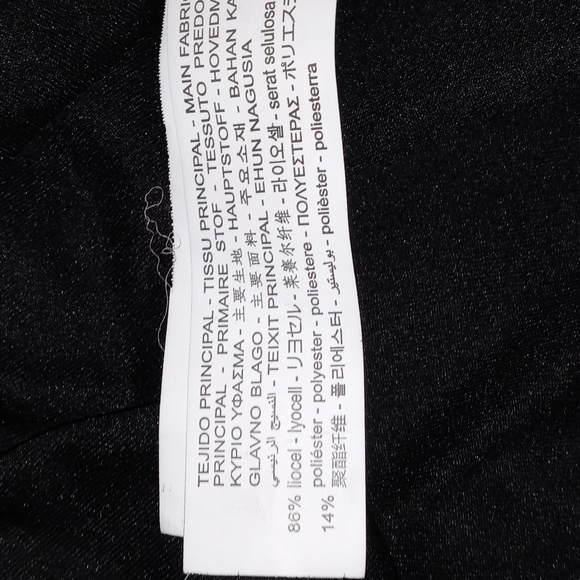 TEJIDO PRINCIPAL - TISSU PRINCIPAL - MAIN FABRIC
PRINCIPAL - PRIMAIRE STOF - TESSUTO PREDO
ΚΥΡΙΟ ΥΦΑΣΜΑ - 主要生地 - HAUPTSTOFF - HOVEDM
GLAVNO BLAGO - 主要面料 - 주요소재 - BAHAN KA
النسيج الرئيسي - TEIXIT PRINCIPAL - EHUN NAGUSIA
86% liocel - lyocell - リヨセル - 莱赛尔纤维 - 라이오셀 - serat selulosa
14% poliéster - polyester - poliestere - ΠΟΛΥΕΣΤΕΡΑΣ - ポリエステ
聚酯纤维 - 폴리에스터 - بوليستر - polièster - poliesterra